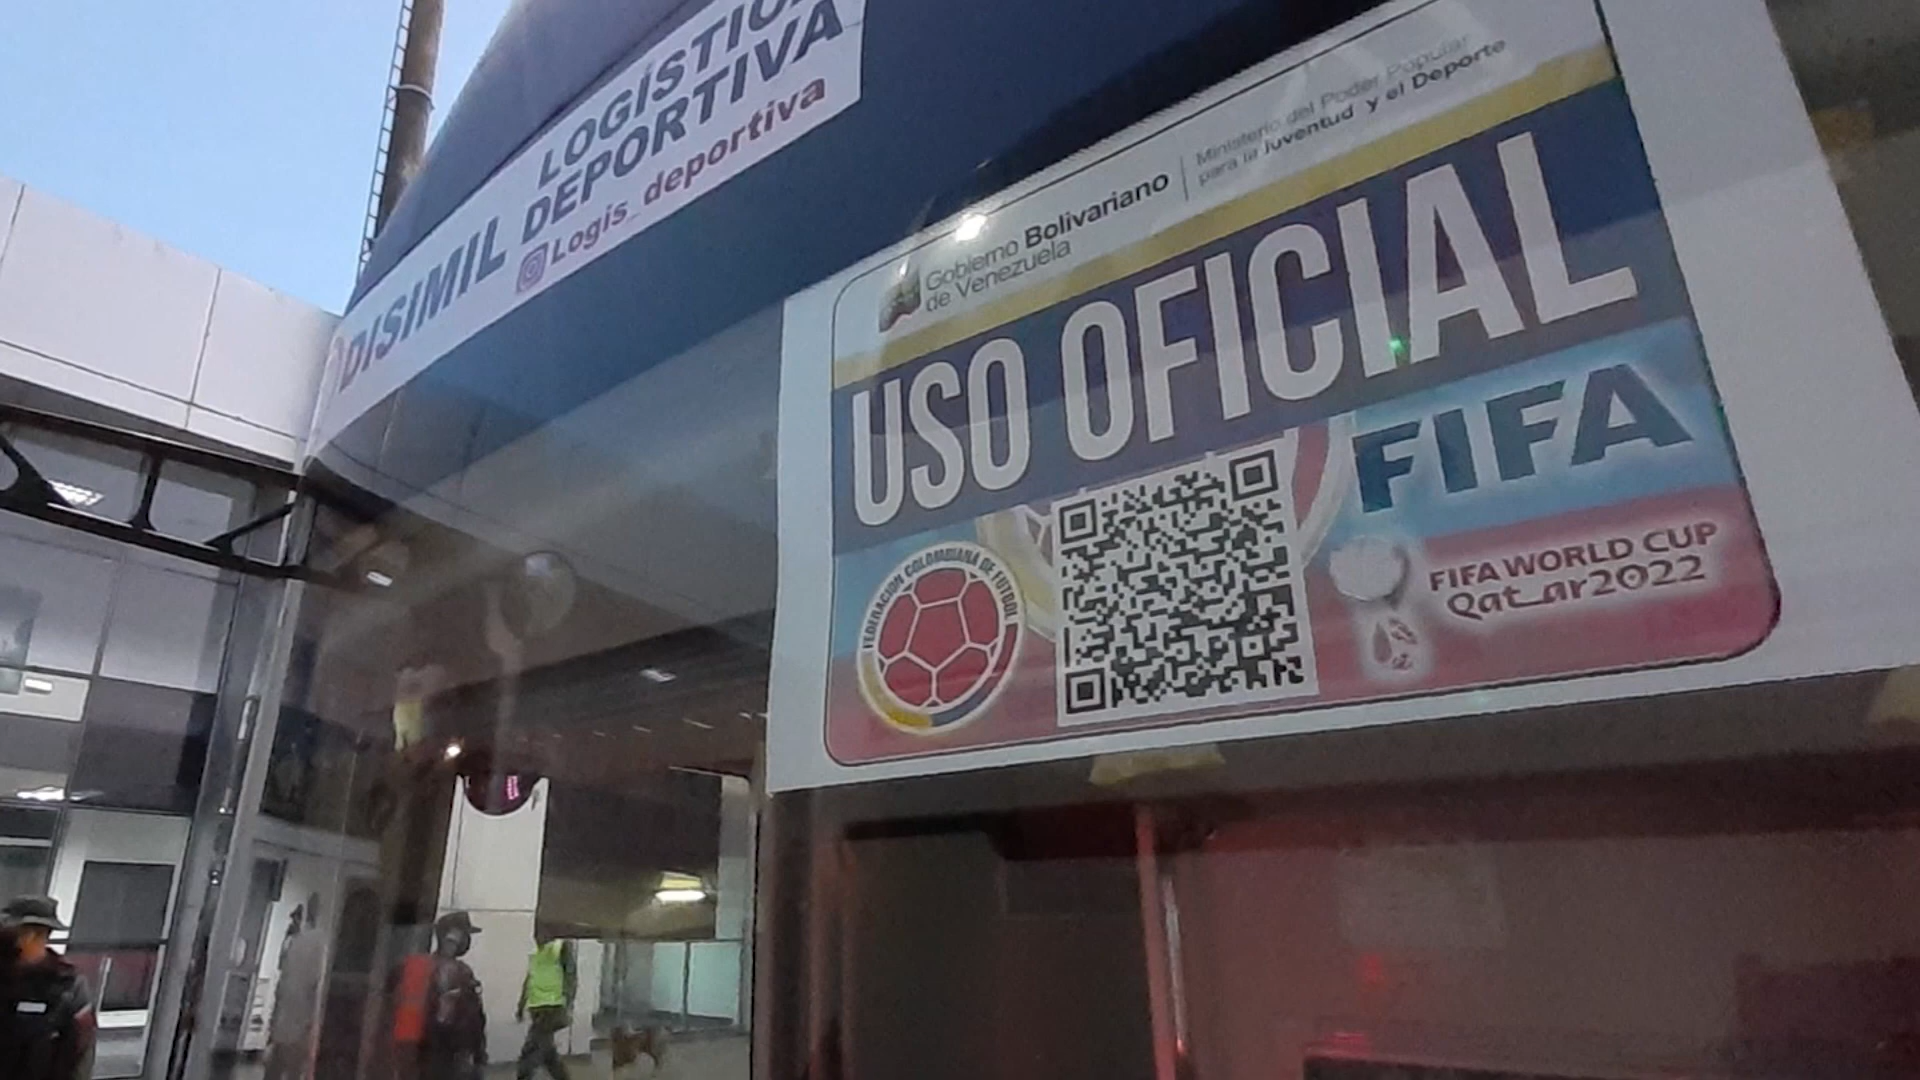 DISIMIL
LOGISTICA
DEPORTIVA
Logis_deportiva
Gobierno Bolivariano
de Venezuela
Ministerio del Poder Popular
para la Juventud y el Deporte
USO OFICIAL
FIFA
FEDERACION COLOMBIANA DE FUTBOL
FIFA WORLD CUP
Qatar2022